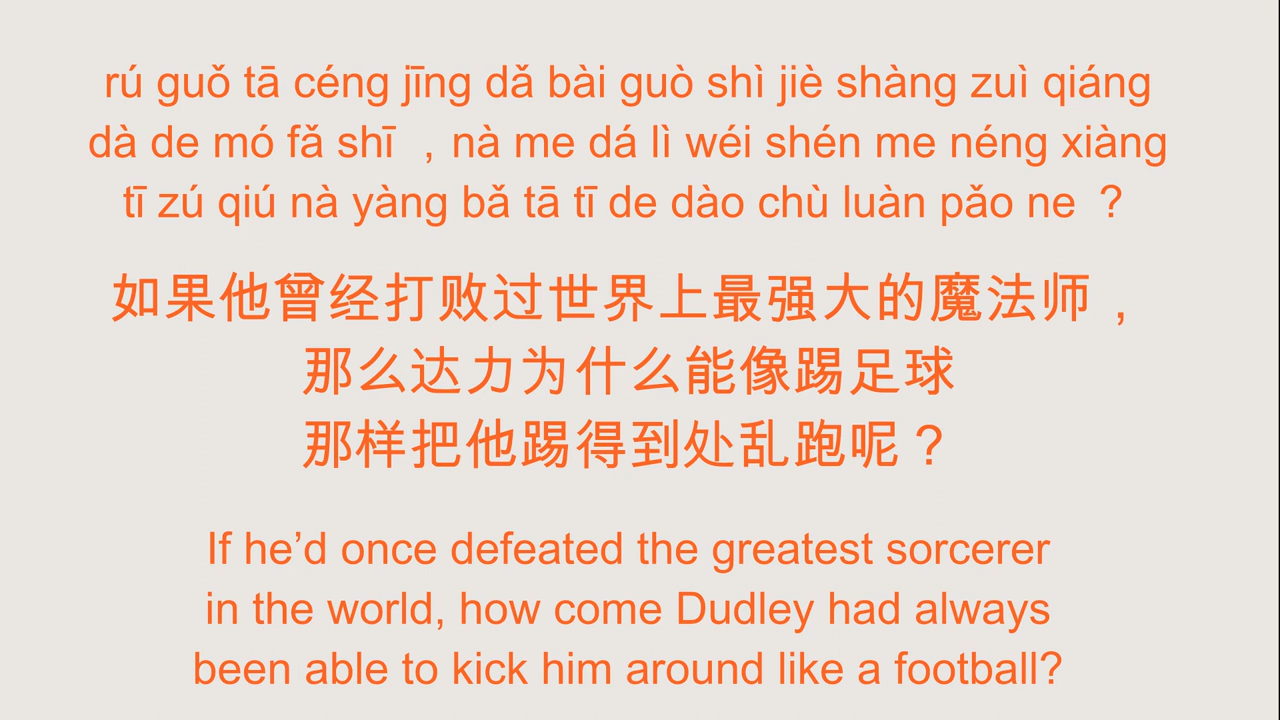 rú guǒ tā céng jīng dǎ bài guò shì jiè shàng zuì qiáng
dà de mó fǎ shī ，nà me dá lì wéi shén me néng xiàng
tī zú qiú nà yàng bǎ tā tī de dào chù luàn pǎo ne ？
如果他曾经打败过世界上最强大的魔法师，
那么达力为什么能像踢足球
那样把他踢得到处乱跑呢？
If he’d once defeated the greatest sorcerer
in the world, how come Dudley had always
been able to kick him around like a football?